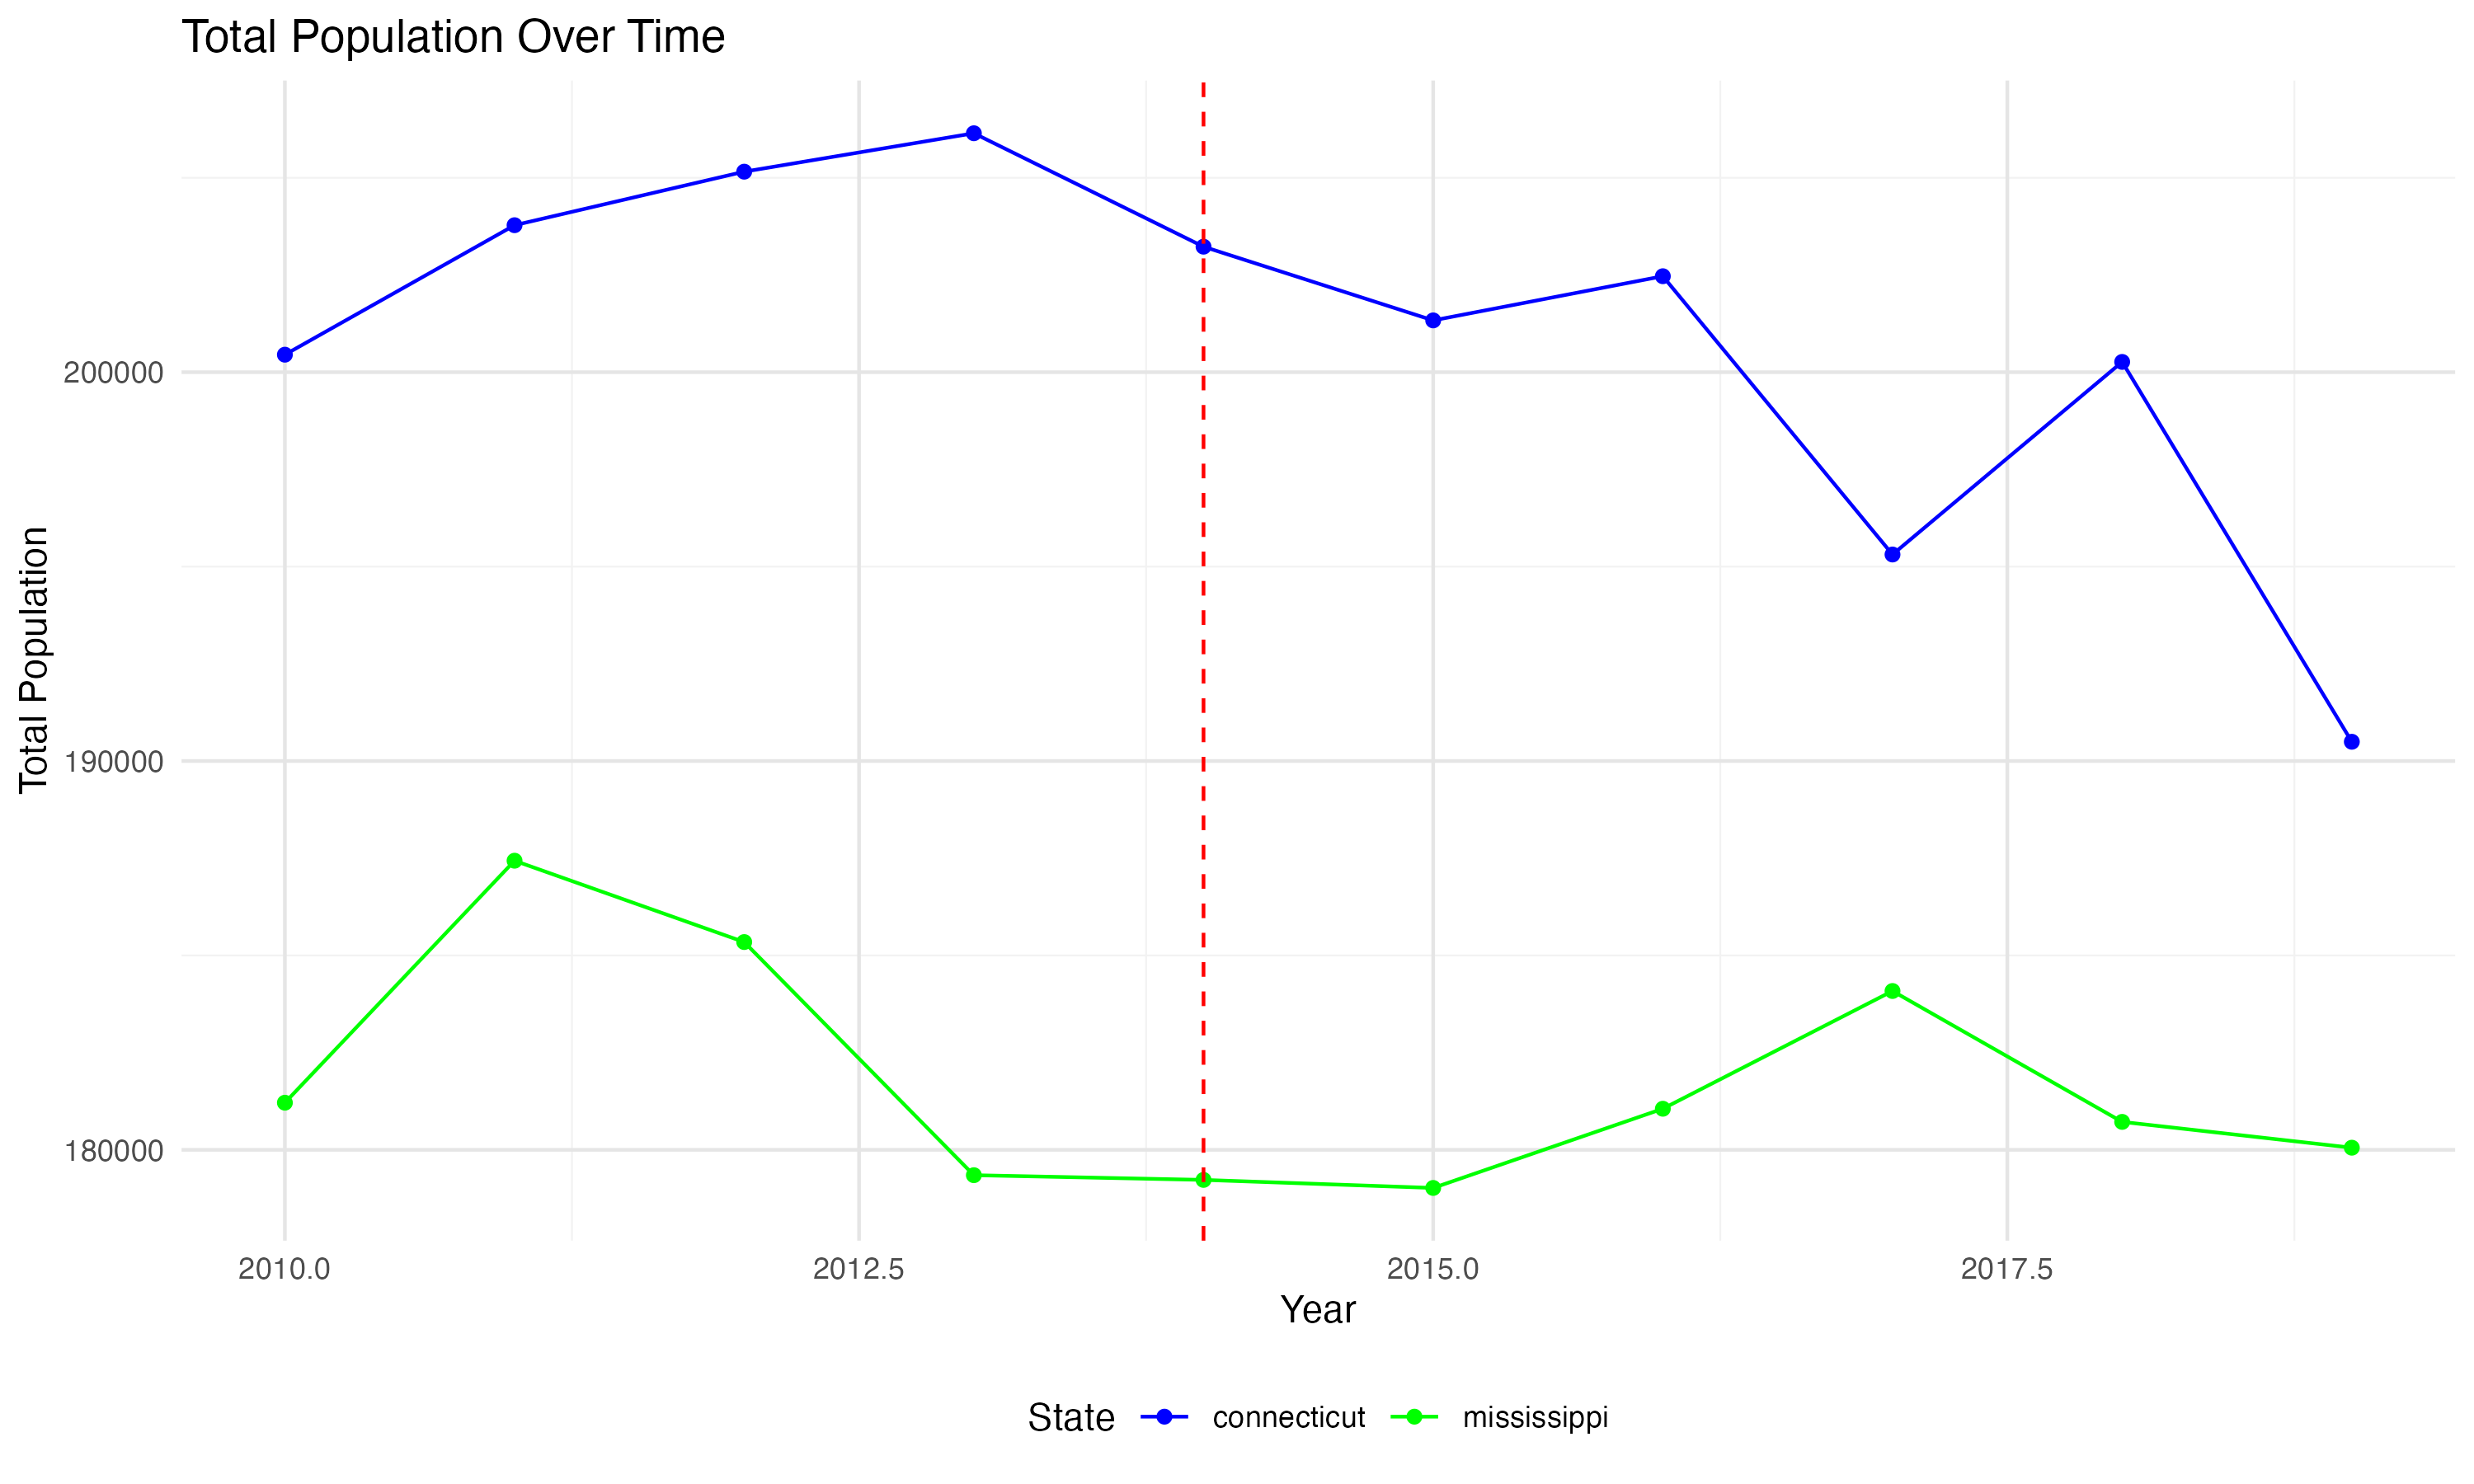 Total Population Over Time
Total Population
200000
190000
180000
2010.0 2012.5 2015.0 2017.5
Year
State connecticut mississippi